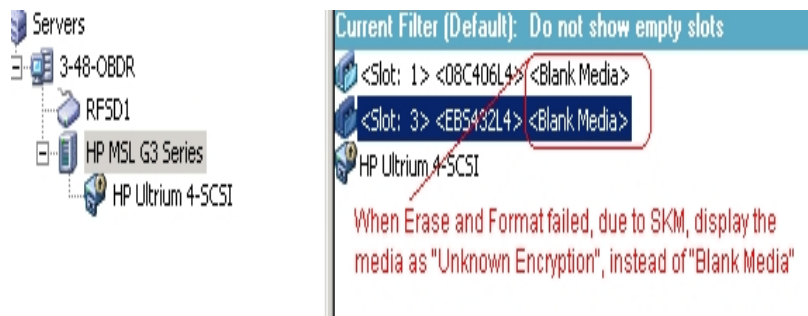 Servers
3-48-OBDR
RFSD1
HP MSL G3 Series
HP Ultrium 4-SCSI
Current Filter (Default): Do not show empty slots
<Slot: 1> <08C406L4> <Blank Media>
<Slot: 3> <EBS432L4> <Blank Media>
HP Ultrium 4-SCSI
When Erase and Format failed, due to SKM, display the
media as "Unknown Encryption", instead of "Blank Media"